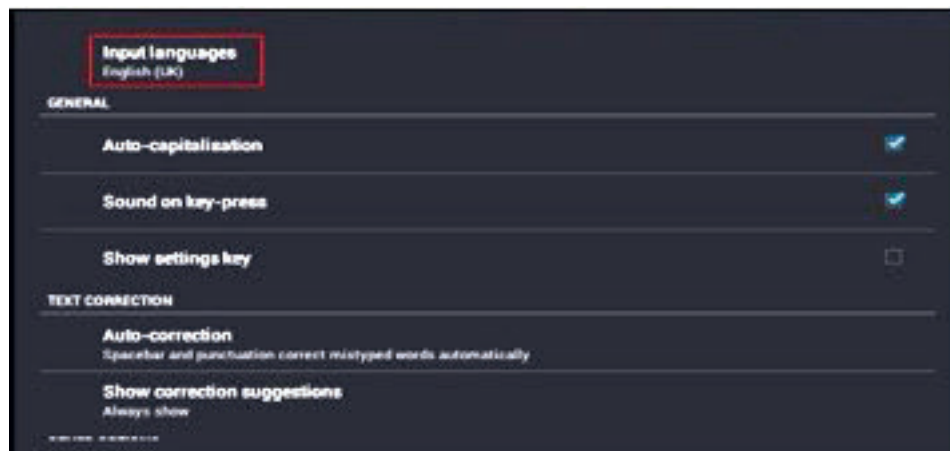 Input languages
English (UK)
GENERAL
Auto-capitalisation
Sound on key-press
Show settings key
TEXT CORRECTION
Auto-correction
Spacebar and punctuation correct mistyped words automatically
Show correction suggestions
Always show